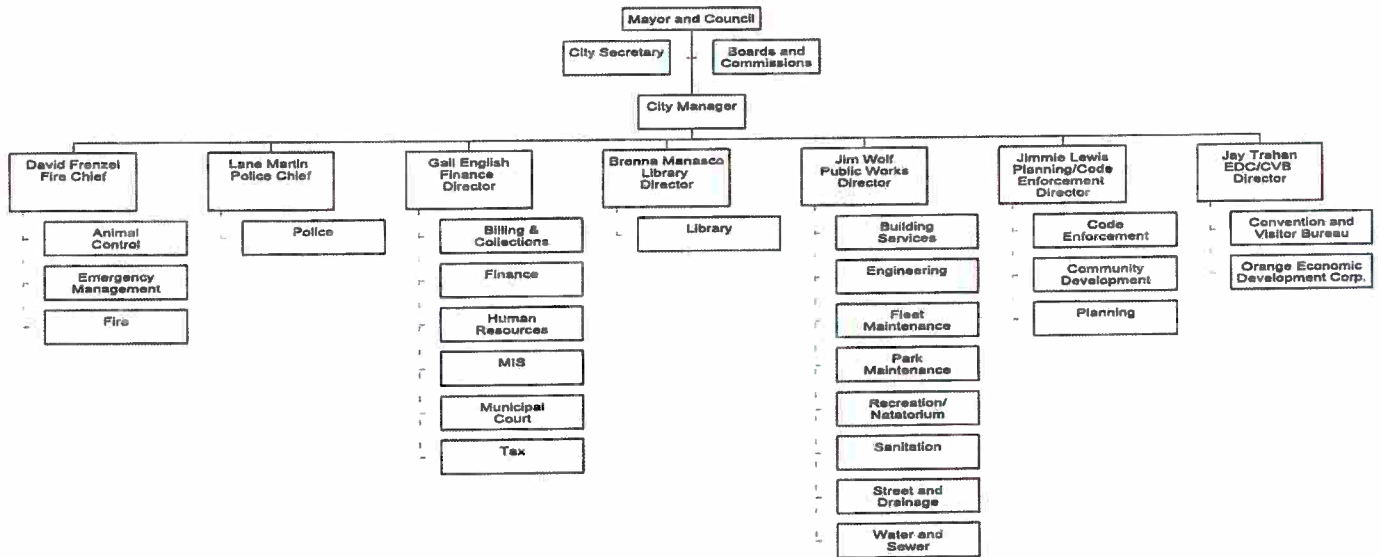 Mayor and Council
City Secretary
Boards and
Commissions
City Manager
David Frenzel
Fire Chief
Animal
Control
Emergency
Management
Fire
Lane Martin
Police Chief
Police
Gail English
Finance
Director
Billing &
Collections
Finance
Human
Resources
MIS
Municipal
Court
Tax
Brenna Manasco
Library
Director
Library
Jim Wolf
Public Works
Director
Building
Services
Engineering
Fleet
Maintenance
Park
Maintenance
Recreation/
Natatorium
Sanitation
Street and
Drainage
Water and
Sewer
Jimmie Lewis
Planning/Code
Enforcement
Director
Code
Enforcement
Community
Development
Planning
Jay Trahan
EDC/CVB
Director
Convention and
Visitor Bureau
Orange Economic
Development Corp.